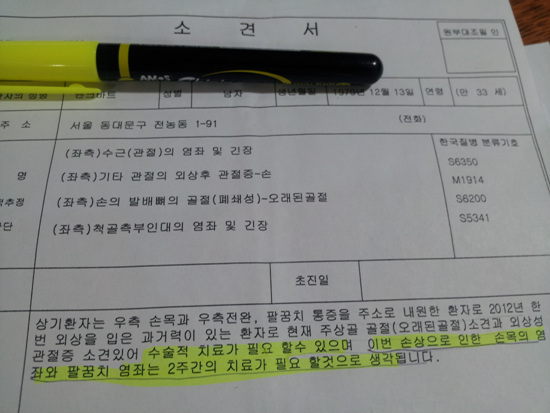 소 견 서
원부대조필 인
성별
남자
1979년 12월 13일
연령
(만 33 세)
주 소
서울 동대문구 전농동 1-91
(전화)
한국질병 분류기호
명
(좌측)수근(관절)의 염좌 및 긴장
S6350
(좌측)기타 관절의 외상후 관절증-손
M1914
추정
(좌측)손의 발배뼈의 골절(폐쇄성)-오래된골절
S6200
단
(좌측)척골측부인대의 염좌 및 긴장
S5341
초진일
상기환자는 우측 손목과 우측전완, 팔꿈치 통증을 주소로 내원한 환자로 2012년 한
번 외상을 입은 과거력이 있는 환자로 현재 주상골 골절(오래된골절)소견과 외상성
관절증 소견있어 수술적 치료가 필요 할수 있으며 이번 손상으로 인한 손목의 염
좌와 팔꿈치 염좌는 2주간의 치료가 필요 할것으로 생각됩니다.